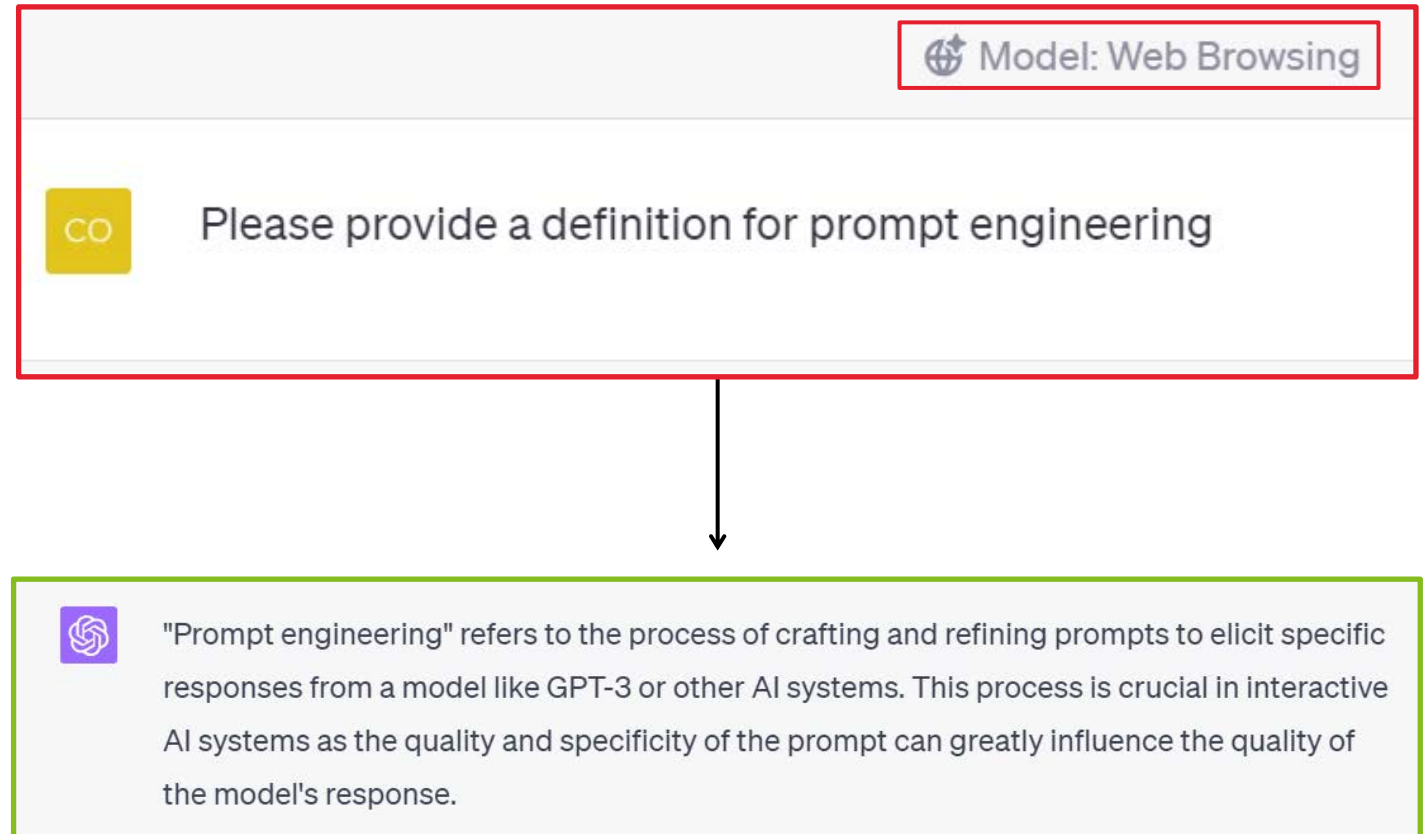 Model: Web Browsing
CO
Please provide a definition for prompt engineering
"Prompt engineering" refers to the process of crafting and refining prompts to elicit specific
responses from a model like GPT-3 or other AI systems. This process is crucial in interactive
AI systems as the quality and specificity of the prompt can greatly influence the quality of
the model's response.